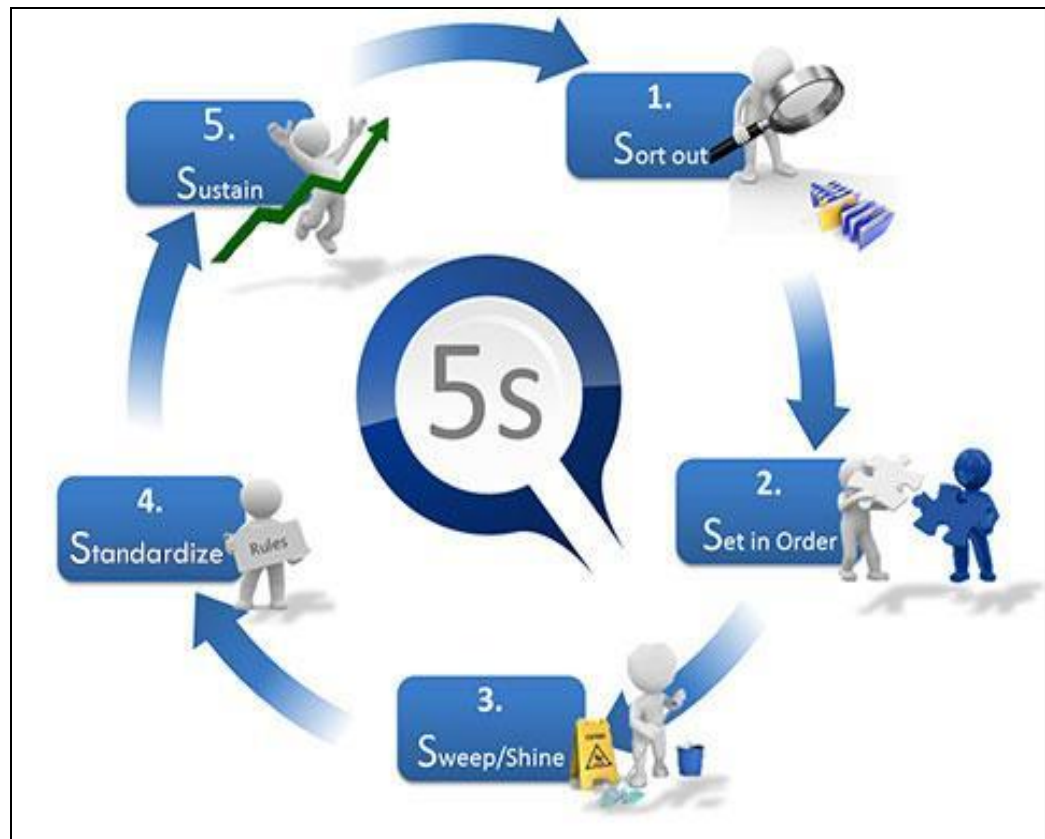 1.
Sort out
2.
Set in Order
3.
Sweep/Shine
4.
Standardize
Rules
5.
Sustain
5s